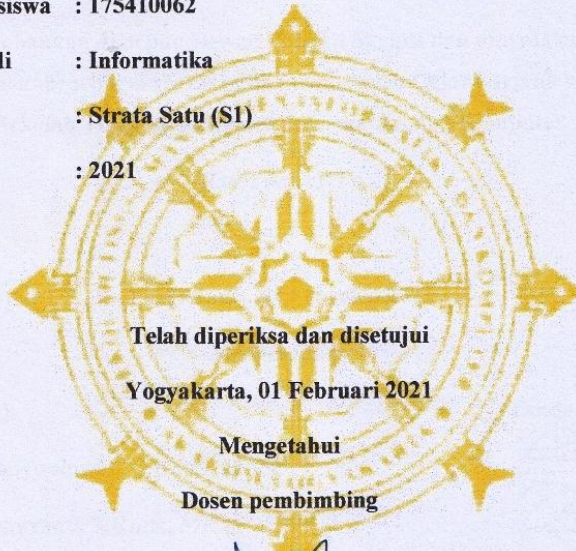 siswa : 175410062
di : Informatika
: Strata Satu (S1)
: 2021
Telah diperiksa dan disetujui
Yogyakarta, 01 Februari 2021
Mengetahui
Dosen pembimbing